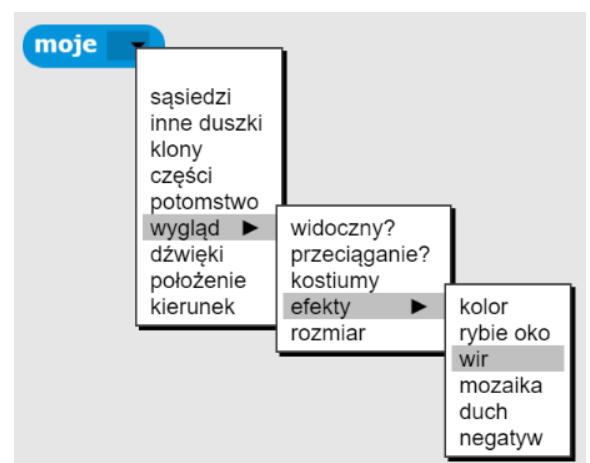 moje
sąsiedzi
inne duszki
klony
części
potomstwo
wygląd
dźwięki
położenie
kierunek
widoczny?
przeciąganie?
kostiumy
efekty
rozmiar
kolor
rybie oko
wir
mozaika
duch
negatyw